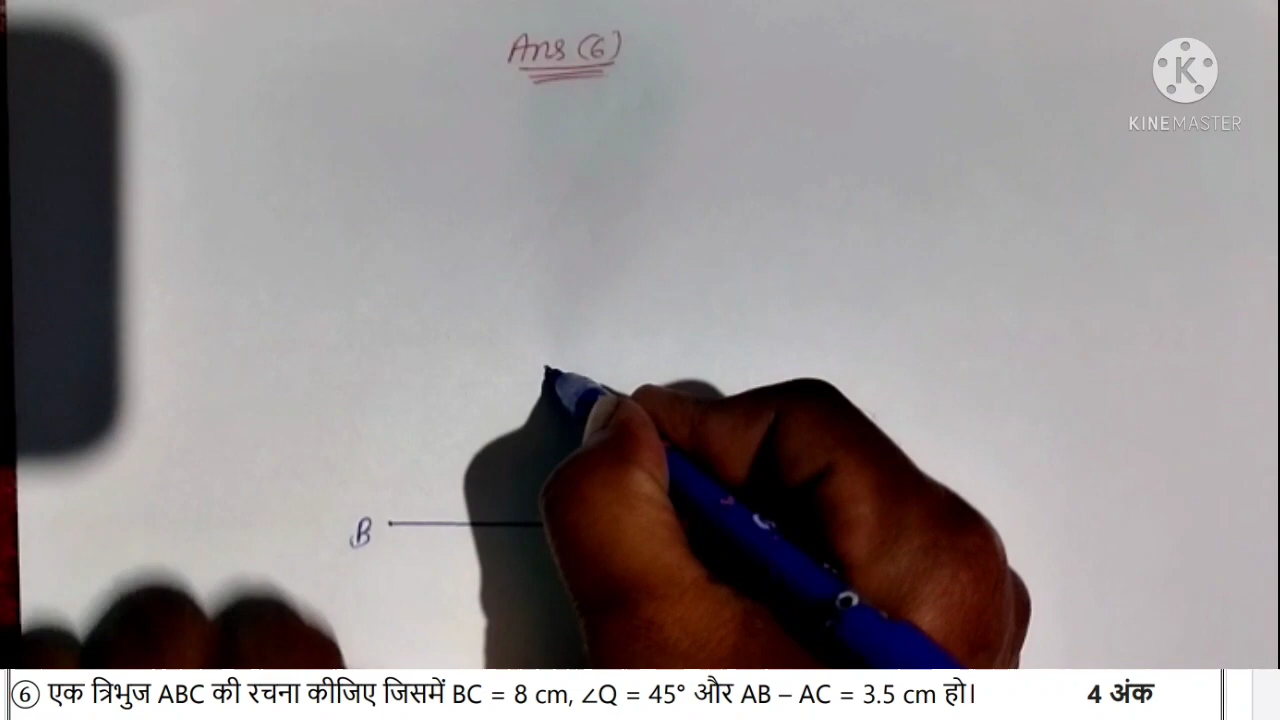 Ans (6)
KINEMASTER
B
⑥ एक त्रिभुज ABC की रचना कीजिए जिसमें BC = 8 cm, ∠Q = 45° और AB – AC = 3.5 cm हो। 4 अंक